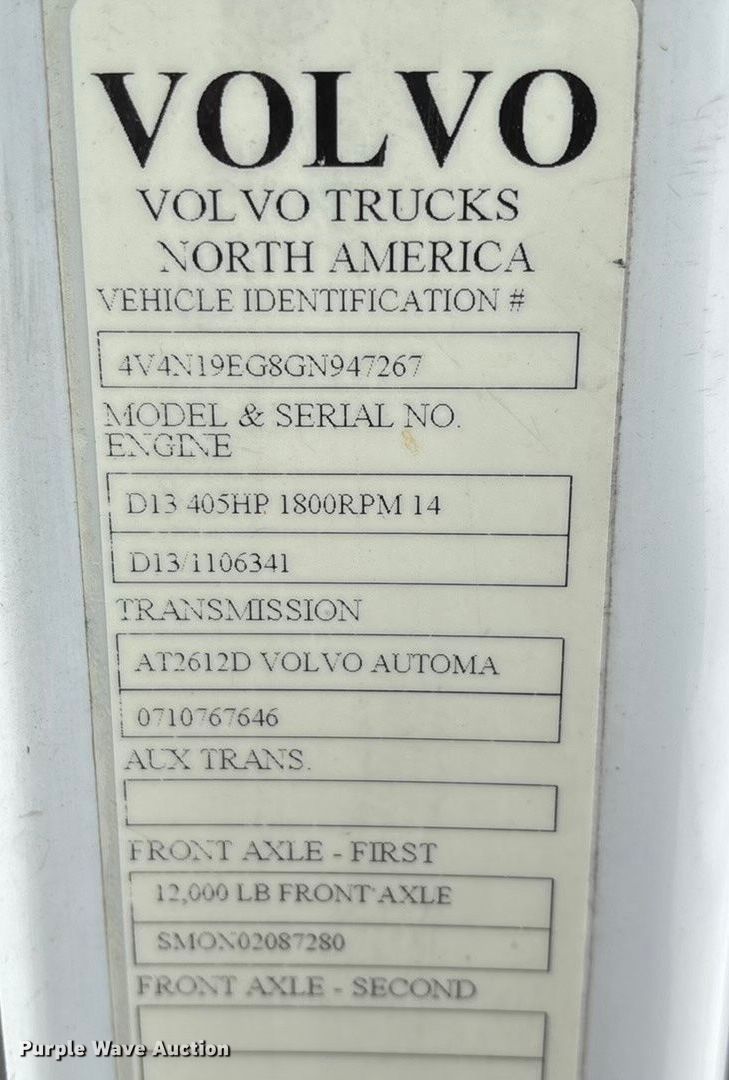 VOLVO
VOLVO TRUCKS
NORTH AMERICA
VEHICLE IDENTIFICATION #
4V4N19EG8GN947267
MODEL & SERIAL NO.
ENGINE
D13 405HP 1800RPM 14
D13/1106341
TRANSMISSION
AT2612D VOLVO AUTOMA
0710767646
AUX TRANS.
FRONT AXLE - FIRST
12,000 LB FRONT AXLE
SMON02087280
FRONT AXLE - SECOND
Purple Wave Auction